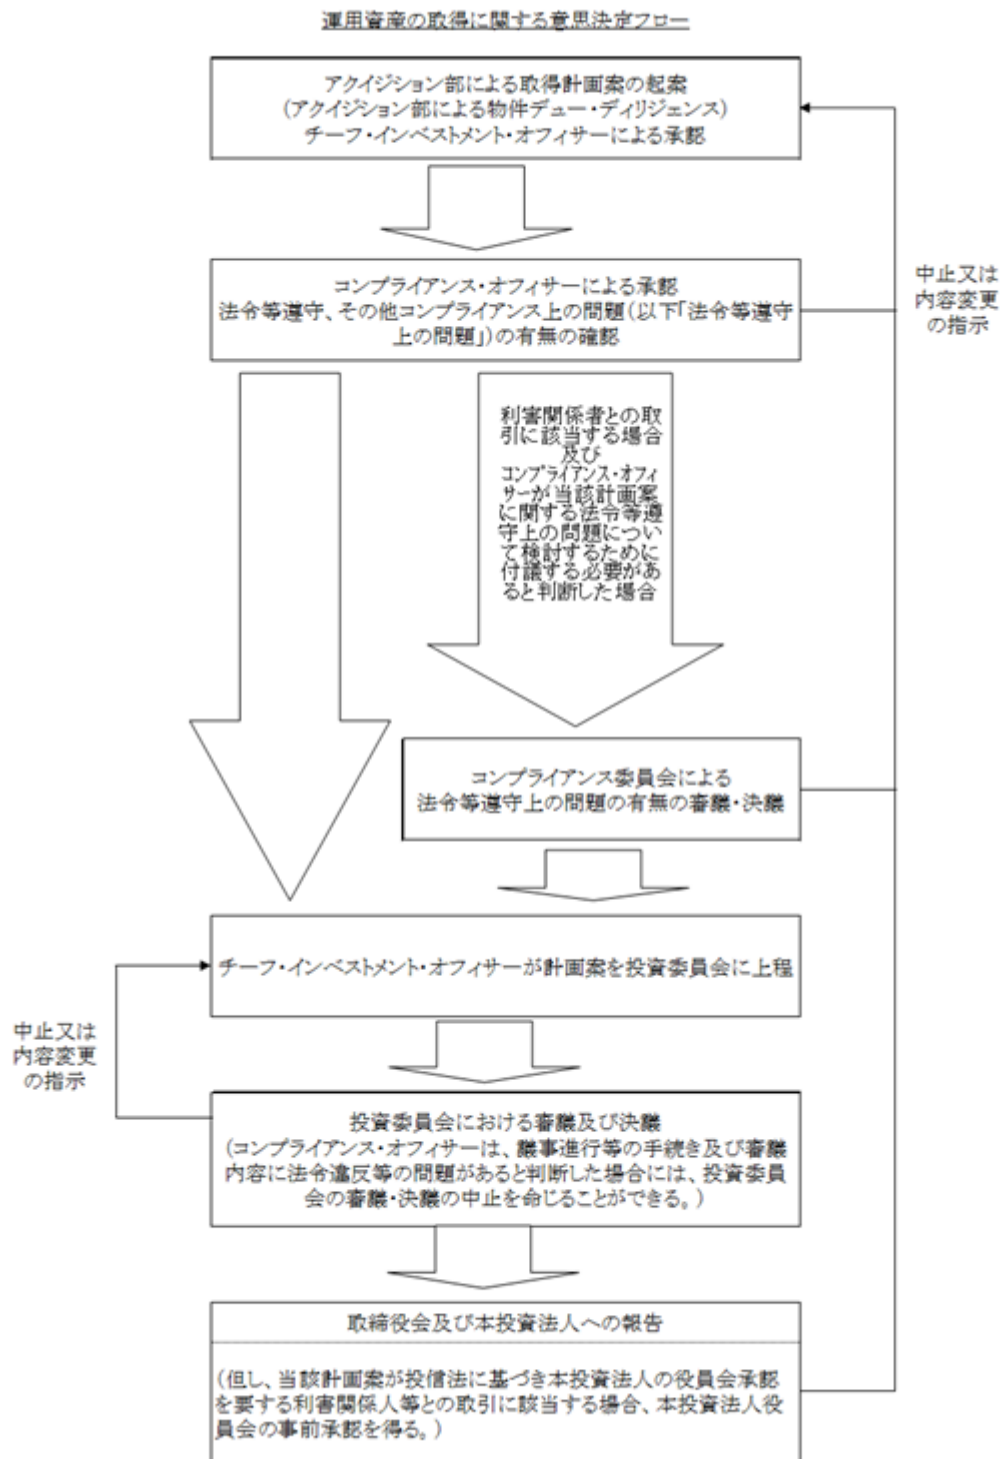 運用資産の取得に関する意思決定フロー
アクイジション部による取得計画案の起案
(アクイジション部による物件デュー・ディリジェンス)
チーフ・インベストメント・オフィサーによる承認
コンプライアンス・オフィサーによる承認
法令等遵守、その他コンプライアンス上の問題(以下「法令等遵守
上の問題」)の有無の確認
中止又は
内容変更
の指示
利害関係者との取
引に該当する場合
及び
コンプライアンス・オフィ
サーが当該計画案
に関する法令等遵
守上の問題につい
て検討するために
付議する必要があ
ると判断した場合
コンプライアンス委員会による
法令等遵守上の問題の有無の審議・決議
チーフ・インベストメント・オフィサーが計画案を投資委員会に上程
中止又は
内容変更
の指示
投資委員会における審議及び決議
(コンプライアンス・オフィサーは、議事進行等の手続き及び審議
内容に法令違反等の問題があると判断した場合には、投資委員
会の審議・決議の中止を命じることができる。)
取締役会及び本投資法人への報告
(但し、当該計画案が投信法に基づき本投資法人の役員会承認
を要する利害関係人等との取引に該当する場合、本投資法人役
員会の事前承認を得る。)